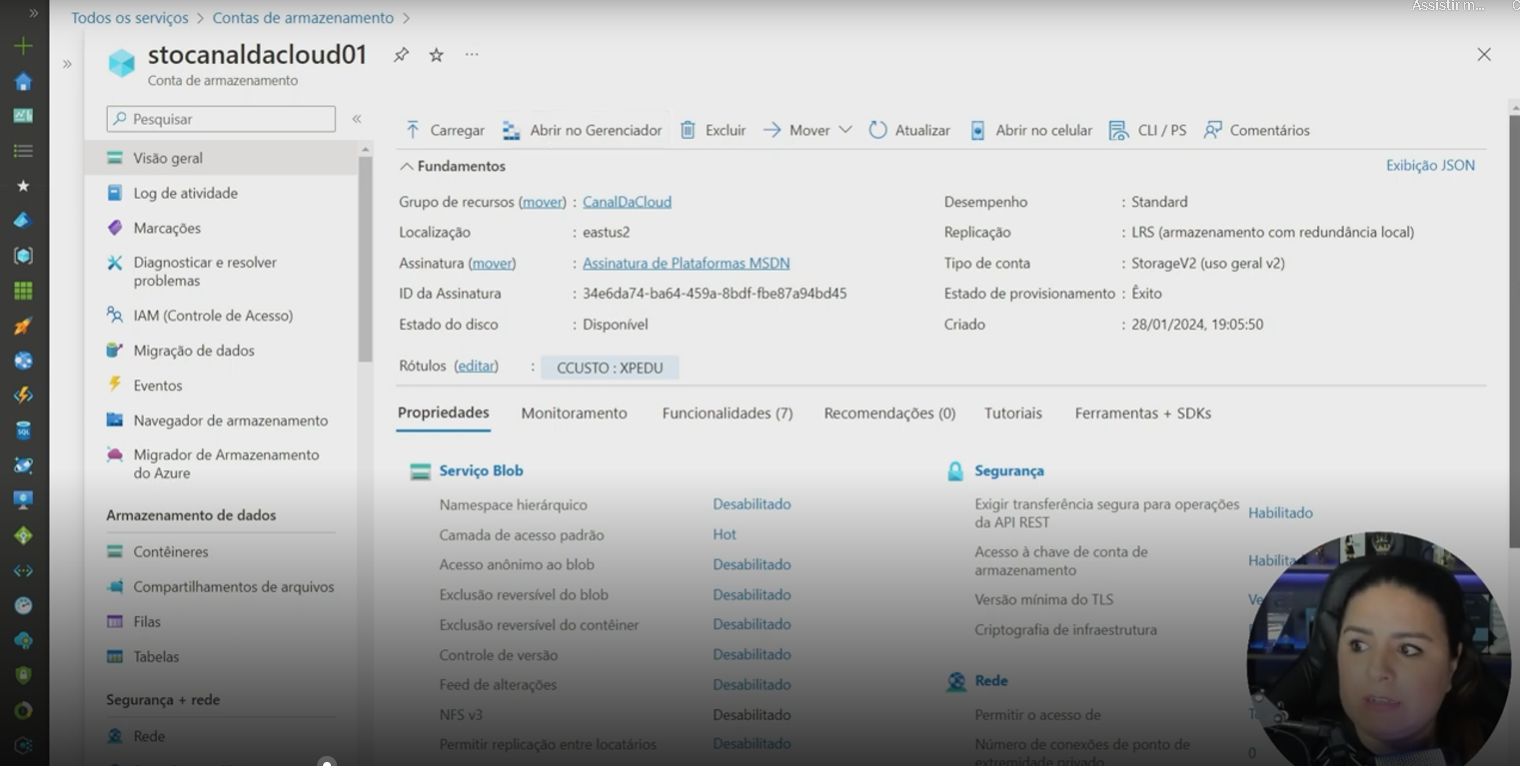 Assistir m...
Todos os serviços > Contas de armazenamento >
stocanaldacloud01
Conta de armazenamento
Pesquisar
Visão geral
Log de atividade
Marcações
Diagnosticar e resolver
problemas
IAM (Controle de Acesso)
Migração de dados
Eventos
Navegador de armazenamento
Migrador de Armazenamento
do Azure
Armazenamento de dados
Contêineres
Compartilhamentos de arquivos
Filas
Tabelas
Segurança + rede
Rede
Carregar Abrir no Gerenciador Excluir Mover Atualizar Abrir no celular CLI / PS Comentários
Fundamentos Exibição JSON
Grupo de recursos (mover) : CanalDaCloud
Localização : eastus2
Assinatura (mover) : Assinatura de Plataformas MSDN
ID da Assinatura : 34e6da74-ba64-459a-8bdf-fbe87a94bd45
Estado do disco : Disponível
Desempenho : Standard
Replicação : LRS (armazenamento com redundância local)
Tipo de conta : StorageV2 (uso geral v2)
Estado de provisionamento : Êxito
Criado : 28/01/2024, 19:05:50
Rótulos (editar) : CCUSTO : XPEDU
Propriedades Monitoramento Funcionalidades (7) Recomendações (0) Tutoriais Ferramentas + SDKs
Serviço Blob
Namespace hierárquico Desabilitado
Camada de acesso padrão Hot
Acesso anônimo ao blob Desabilitado
Exclusão reversível do blob Desabilitado
Exclusão reversível do contêiner Desabilitado
Controle de versão Desabilitado
Feed de alterações Desabilitado
NFS v3 Desabilitado
Permitir replicação entre locatários Desabilitado
Segurança
Exigir transferência segura para operações
da API REST Habilitado
Acesso à chave de conta de
armazenamento
Versão mínima do TLS
Criptografia de infraestrutura
Rede
Permitir o acesso de
Número de conexões de ponto de
extremidade privado 0